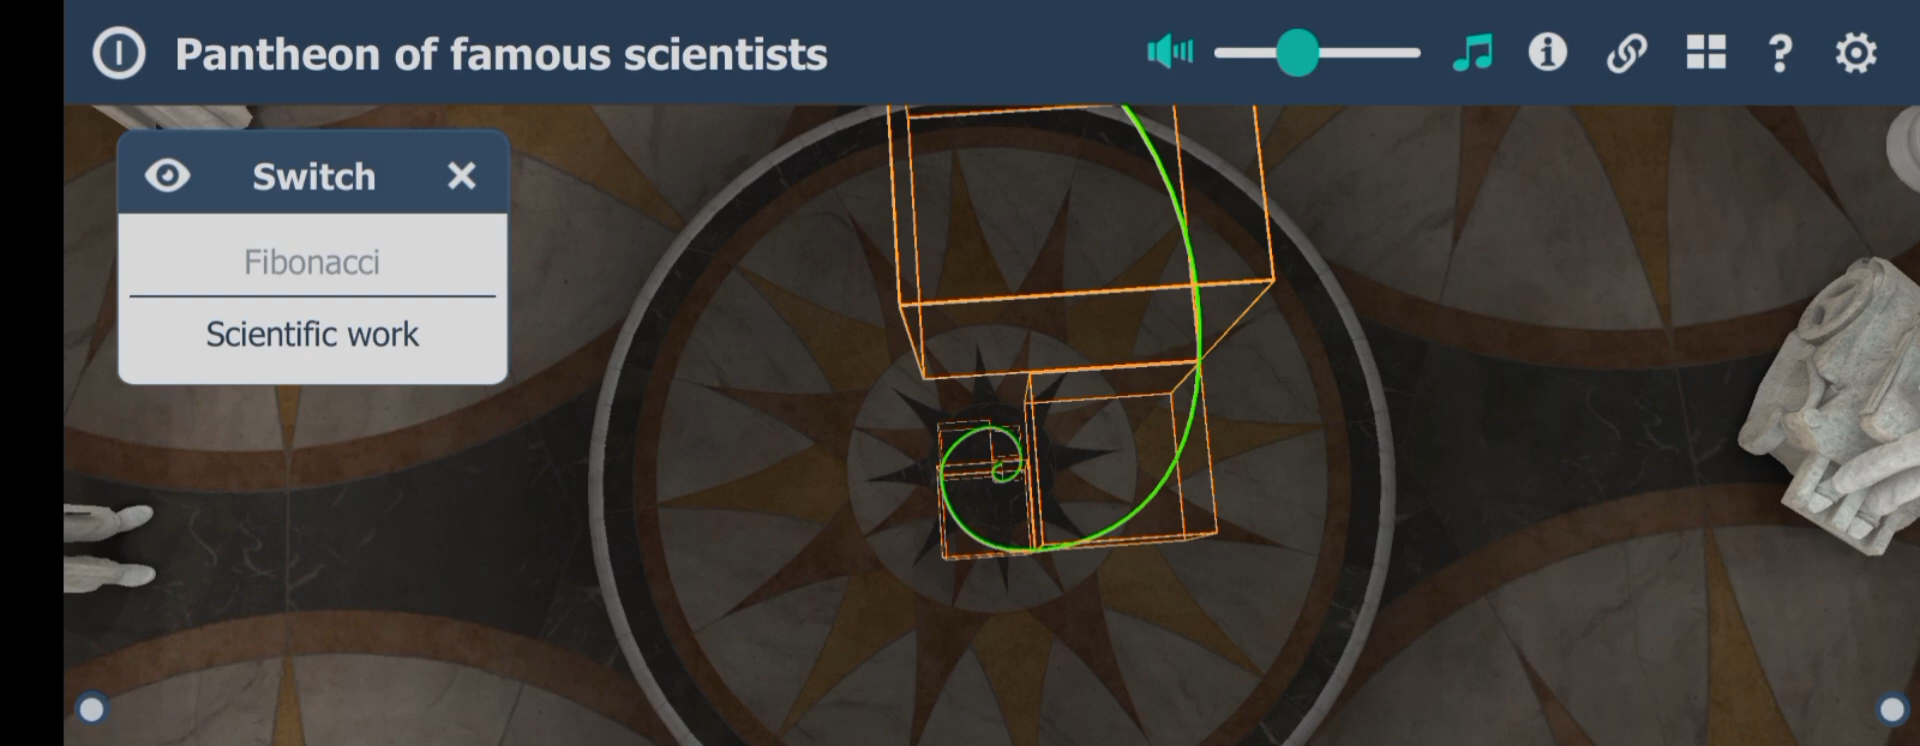 Pantheon of famous scientists
Switch
Fibonacci
Scientific work